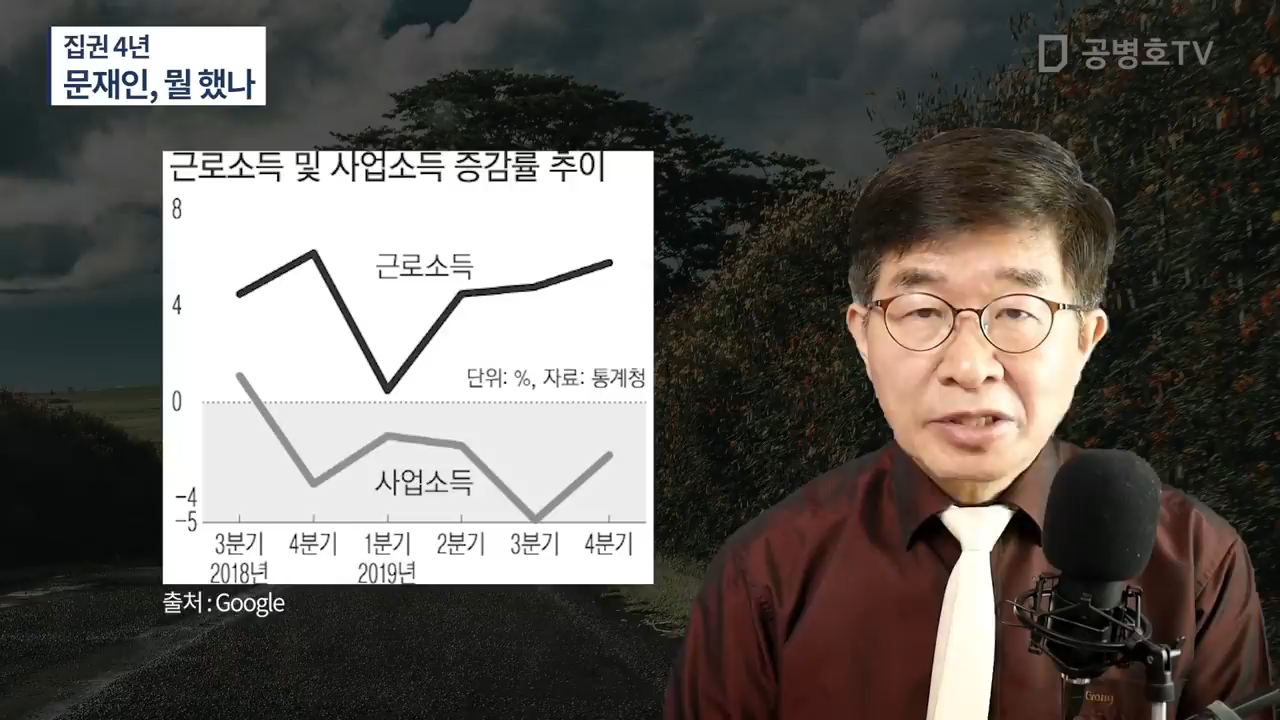 집권 4년
문재인, 뭘 했나
공병호TV
근로소득 및 사업소득 증감률 추이
8
근로소득
4
단위: %, 자료: 통계청
0
사업소득
-4
-5
3분기 4분기 1분기 2분기 3분기 4분기
2018년 2019년
출처 : Google